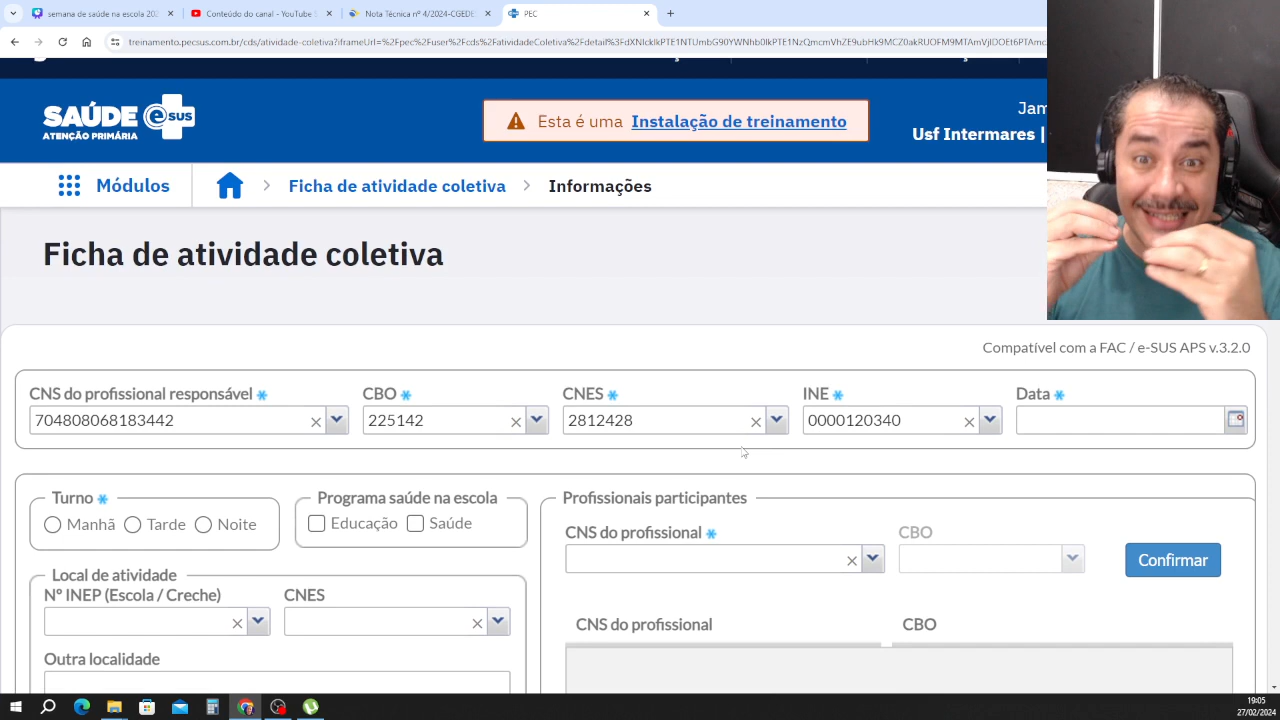 semana de saúde na escola 202
Conteúdo do canal - YouTube S
Nota Técnica nº 4/2024-CGEDE
PEC
treinamento.pecsus.com.br/cds/atividade-coletiva?iframeUrl=%2Fpec%2Fuser%2Fcds%2FatividadeColetiva%2Fdetail%3F
SAÚDE e-SUS
ATENÇÃO PRIMÁRIA
Esta é uma Instalação de treinamento
Jam
Usf Intermares |
Módulos
Ficha de atividade coletiva
Informações
Ficha de atividade coletiva
Compatível com a FAC / e-SUS APS v.3.2.0
CNS do profissional responsável * CBO * CNES * INE * Data *
704808068183442 225142 2812428 0000120340
Turno * Programa saúde na escola Profissionais participantes
Manhã Tarde Noite Educação Saúde
CNS do profissional * CBO
Confirmar
Local de atividade
Nº INEP (Escola / Creche) CNES
CNS do profissional CBO
Outra localidade
19:05
27/02/2024